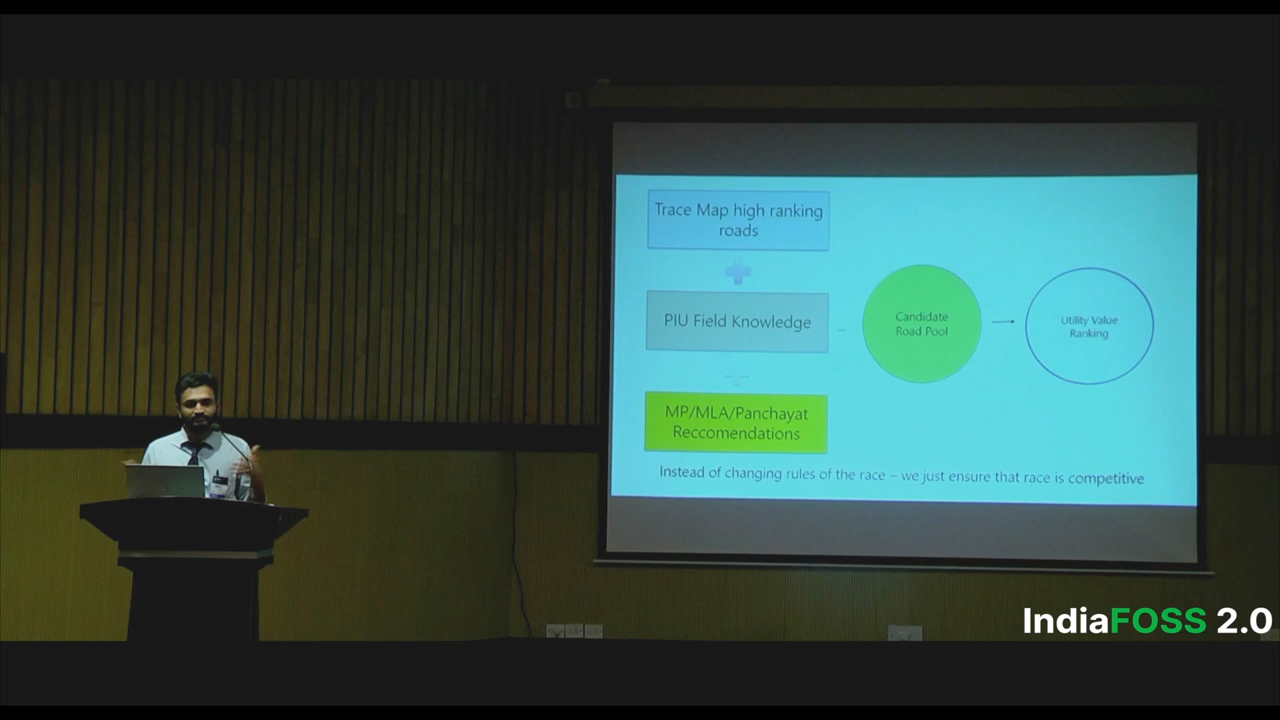 Trace Map high ranking
roads
PIU Field Knowledge
MP/MLA/Panchayat
Reccomendations
Candidate
Road Pool
Utility Value
Ranking
Instead of changing rules of the race – we just ensure that race is competitive
IndiaFOSS 2.0